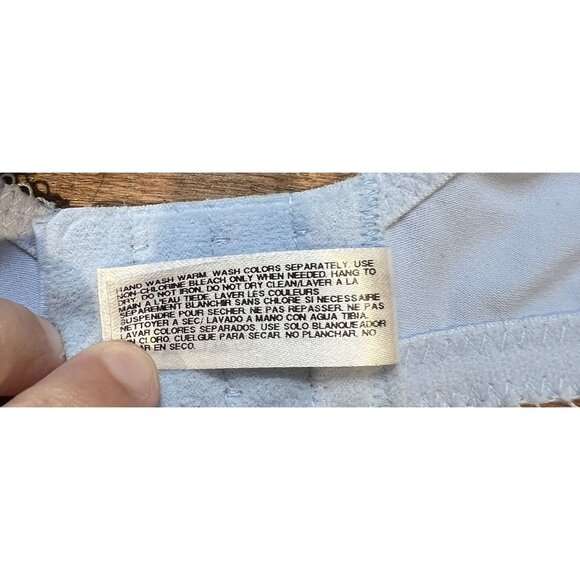 HAND WASH WARM. WASH COLORS SEPARATELY. USE
NON-CHLORINE BLEACH ONLY WHEN NEEDED. HANG TO
DRY. DO NOT IRON. DO NOT DRY CLEAN/LAVER A LA
MAIN A L'EAU TIEDE. LAVER LES COULEURS
SEPAREMENT BLANCHIR SANS CHLORE SI NECESSAIRE
SUSPENDRE POUR SECHER. NE PAS REPASSER. NE PAS
NETTOYER A SEC/ LAVADO A MANO CON AGUA TIBIA.
LAVAR COLORES SEPARADOS. USE SOLO BLANQUEADOR
CLORO. CUELGUE PARA SECAR. NO PLANCHAR. NO
EN SECO.